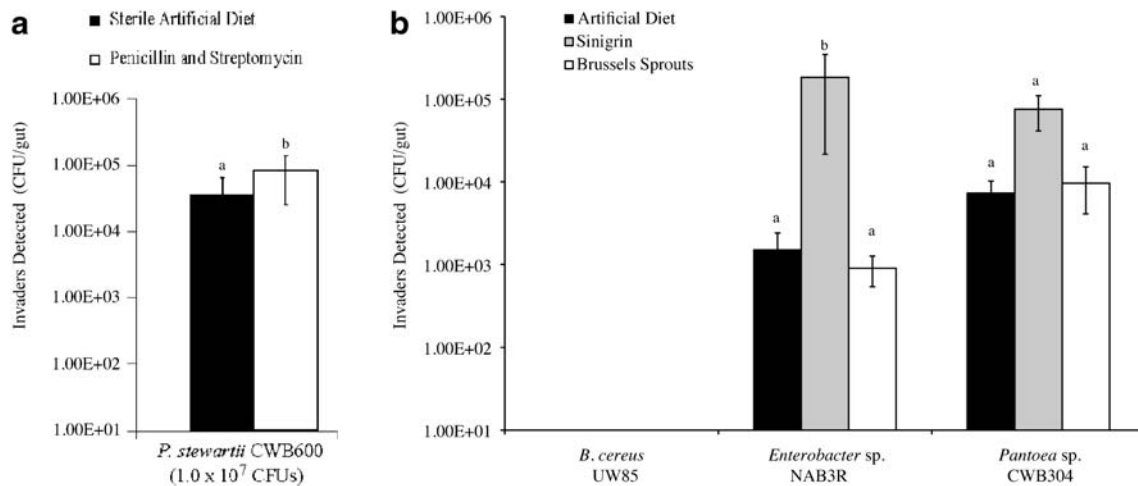 a
Sterile Artificial Diet
Penicillin and Streptomycin
Invaders Detected (CFU/gut)
1.00E+06
1.00E+05
1.00E+04
1.00E+03
1.00E+02
1.00E+01
a
b
P. stewartii CWB600
(1.0 x 10⁷ CFUs)
b
Artificial Diet
Sinigrin
Brussels Sprouts
Invaders Detected (CFU/gut)
1.00E+06
1.00E+05
1.00E+04
1.00E+03
1.00E+02
1.00E+01
a
b
a
a
a
a
B. cereus
UW85
Enterobacter sp.
NAB3R
Pantoea sp.
CWB304